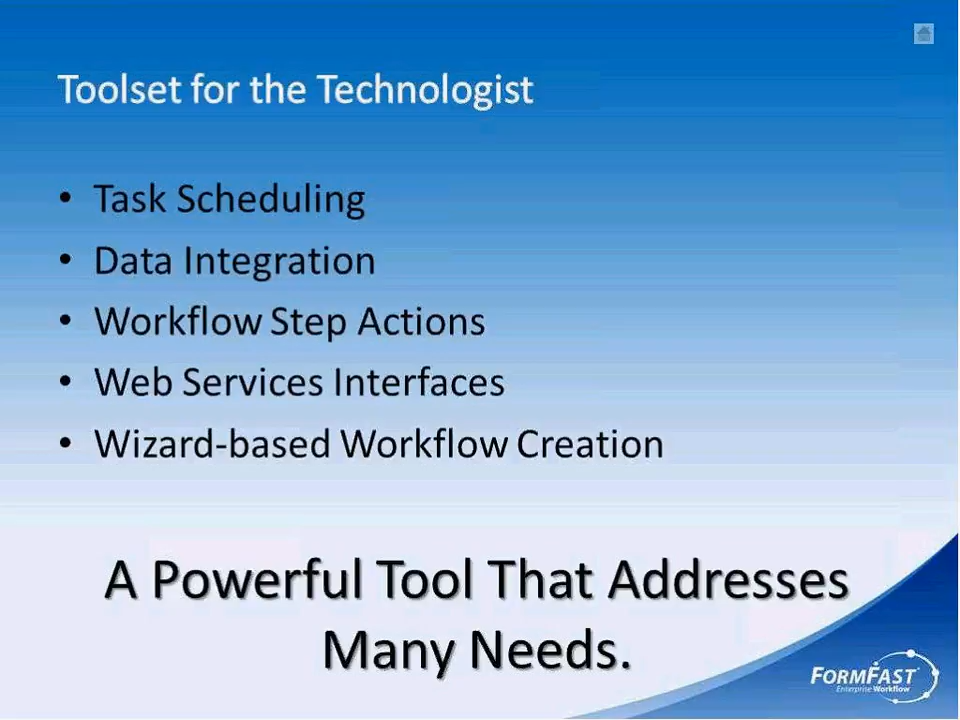 Toolset for the Technologist
• Task Scheduling
• Data Integration
• Workflow Step Actions
• Web Services Interfaces
• Wizard-based Workflow Creation
A Powerful Tool That Addresses
Many Needs.
FORMFAST
Enterprise Workflow